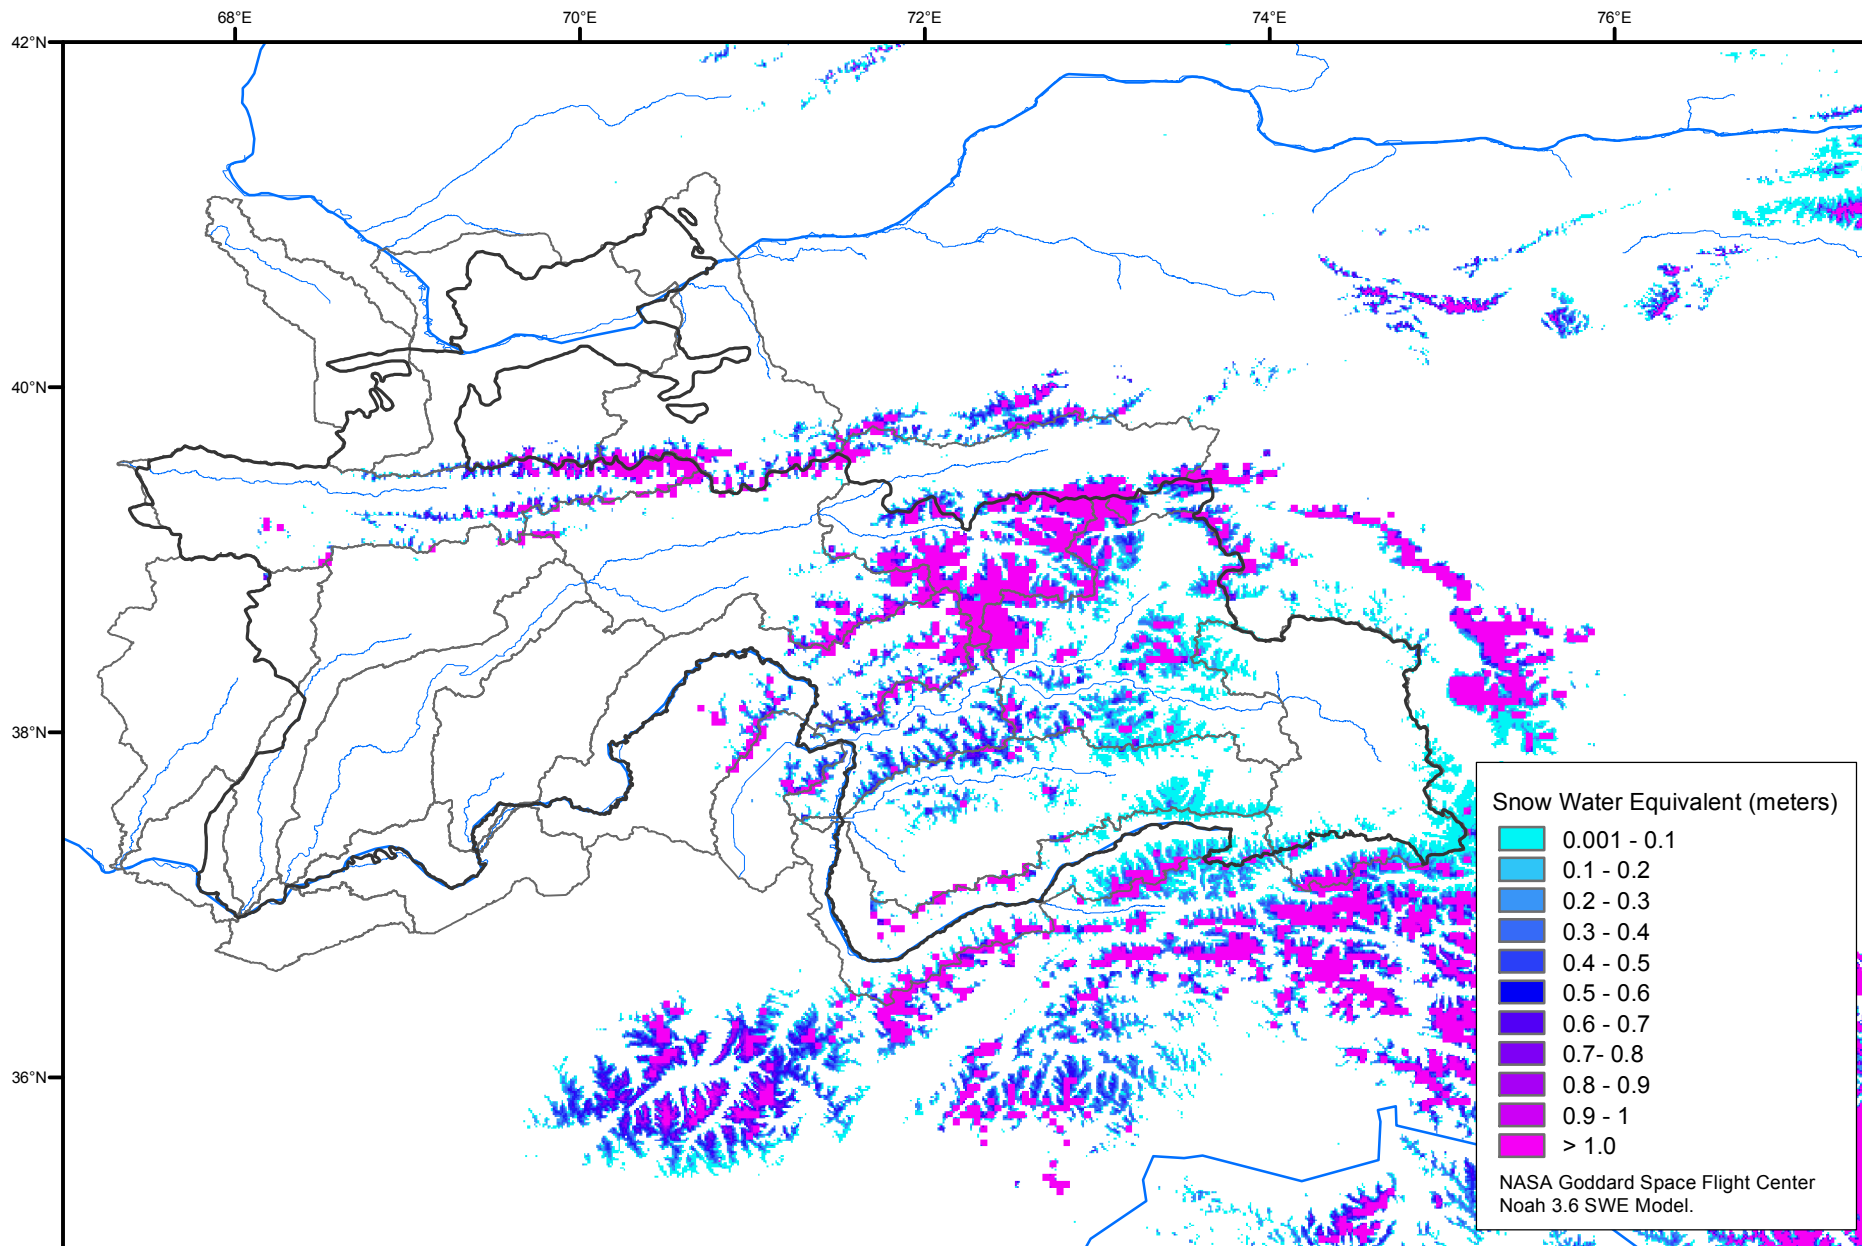 68°E
70°E
72°E
74°E
76°E
42°N
40°N
38°N
36°N
Snow Water Equivalent (meters)
0.001 - 0.1
0.1 - 0.2
0.2 - 0.3
0.3 - 0.4
0.4 - 0.5
0.5 - 0.6
0.6 - 0.7
0.7- 0.8
0.8 - 0.9
0.9 - 1
> 1.0
NASA Goddard Space Flight Center
Noah 3.6 SWE Model.